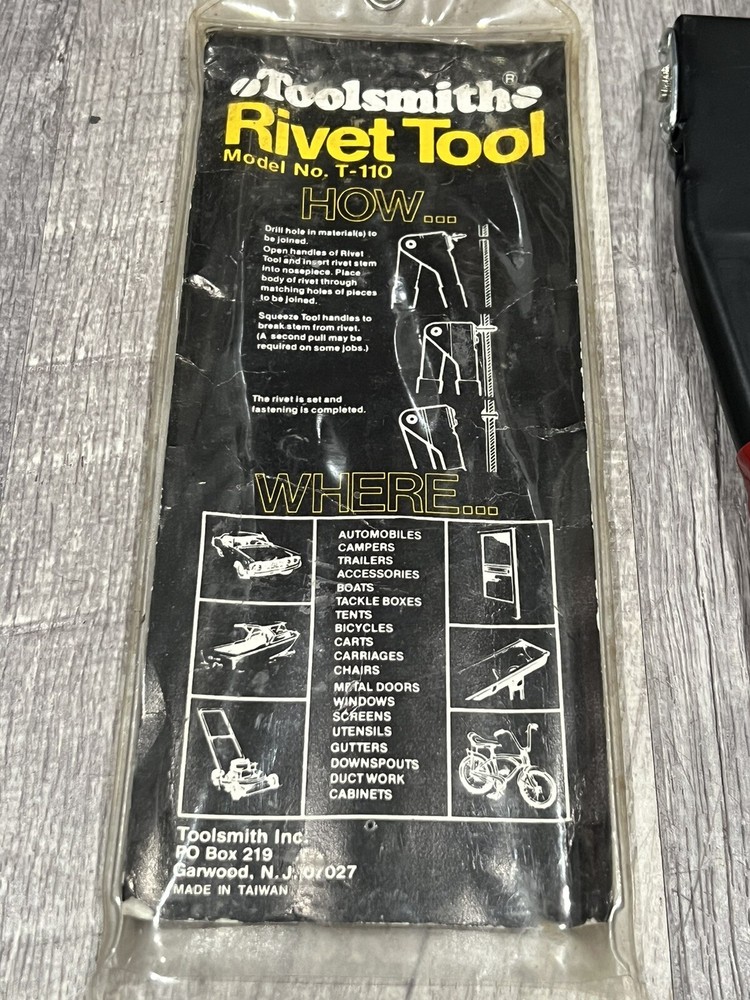 Toolsmith®
Rivet Tool
Model No. T-110
HOW...
Drill hole in material(s) to
be joined.
Open handles of Rivet
Tool and insert rivet stem
into nosepiece. Place
body of rivet through
matching holes of pieces
to be joined.
Squeeze Tool handles to
break stem from rivet.
(A second pull may be
required on some jobs.)
The rivet is set and
fastening is completed.
WHERE...
AUTOMOBILES
CAMPERS
TRAILERS
ACCESSORIES
BOATS
TACKLE BOXES
TENTS
BICYCLES
CARTS
CARRIAGES
CHAIRS
METAL DOORS
WINDOWS
SCREENS
UTENSILS
GUTTERS
DOWNSPOUTS
DUCT WORK
CABINETS
Toolsmith Inc.
PO Box 219
Garwood, N. J. 07027
MADE IN TAIWAN